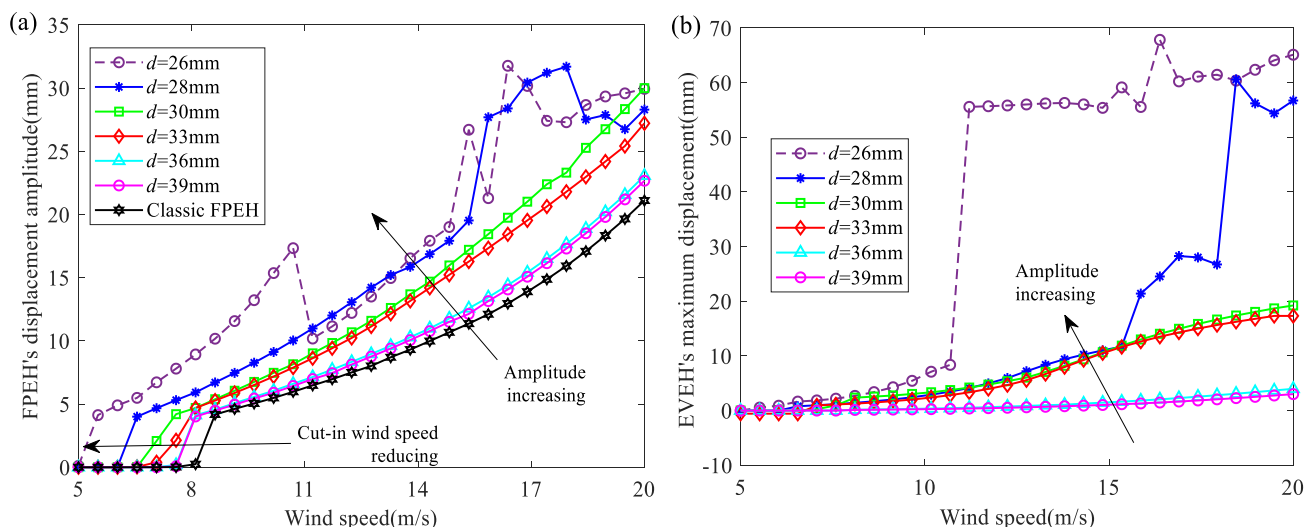 (a)
FPEH's displacement amplitude(mm)
35
30
25
20
15
10
5
0
d=26mm
d=28mm
d=30mm
d=33mm
d=36mm
d=39mm
Classic FPEH
Amplitude
increasing
Cut-in wind speed
reducing
5
8
11
14
17
20
Wind speed(m/s)
(b)
EVEH's maximum displacement(mm)
70
60
50
40
30
20
10
0
-10
d=26mm
d=28mm
d=30mm
d=33mm
d=36mm
d=39mm
Amplitude
increasing
5
10
15
20
Wind speed(m/s)